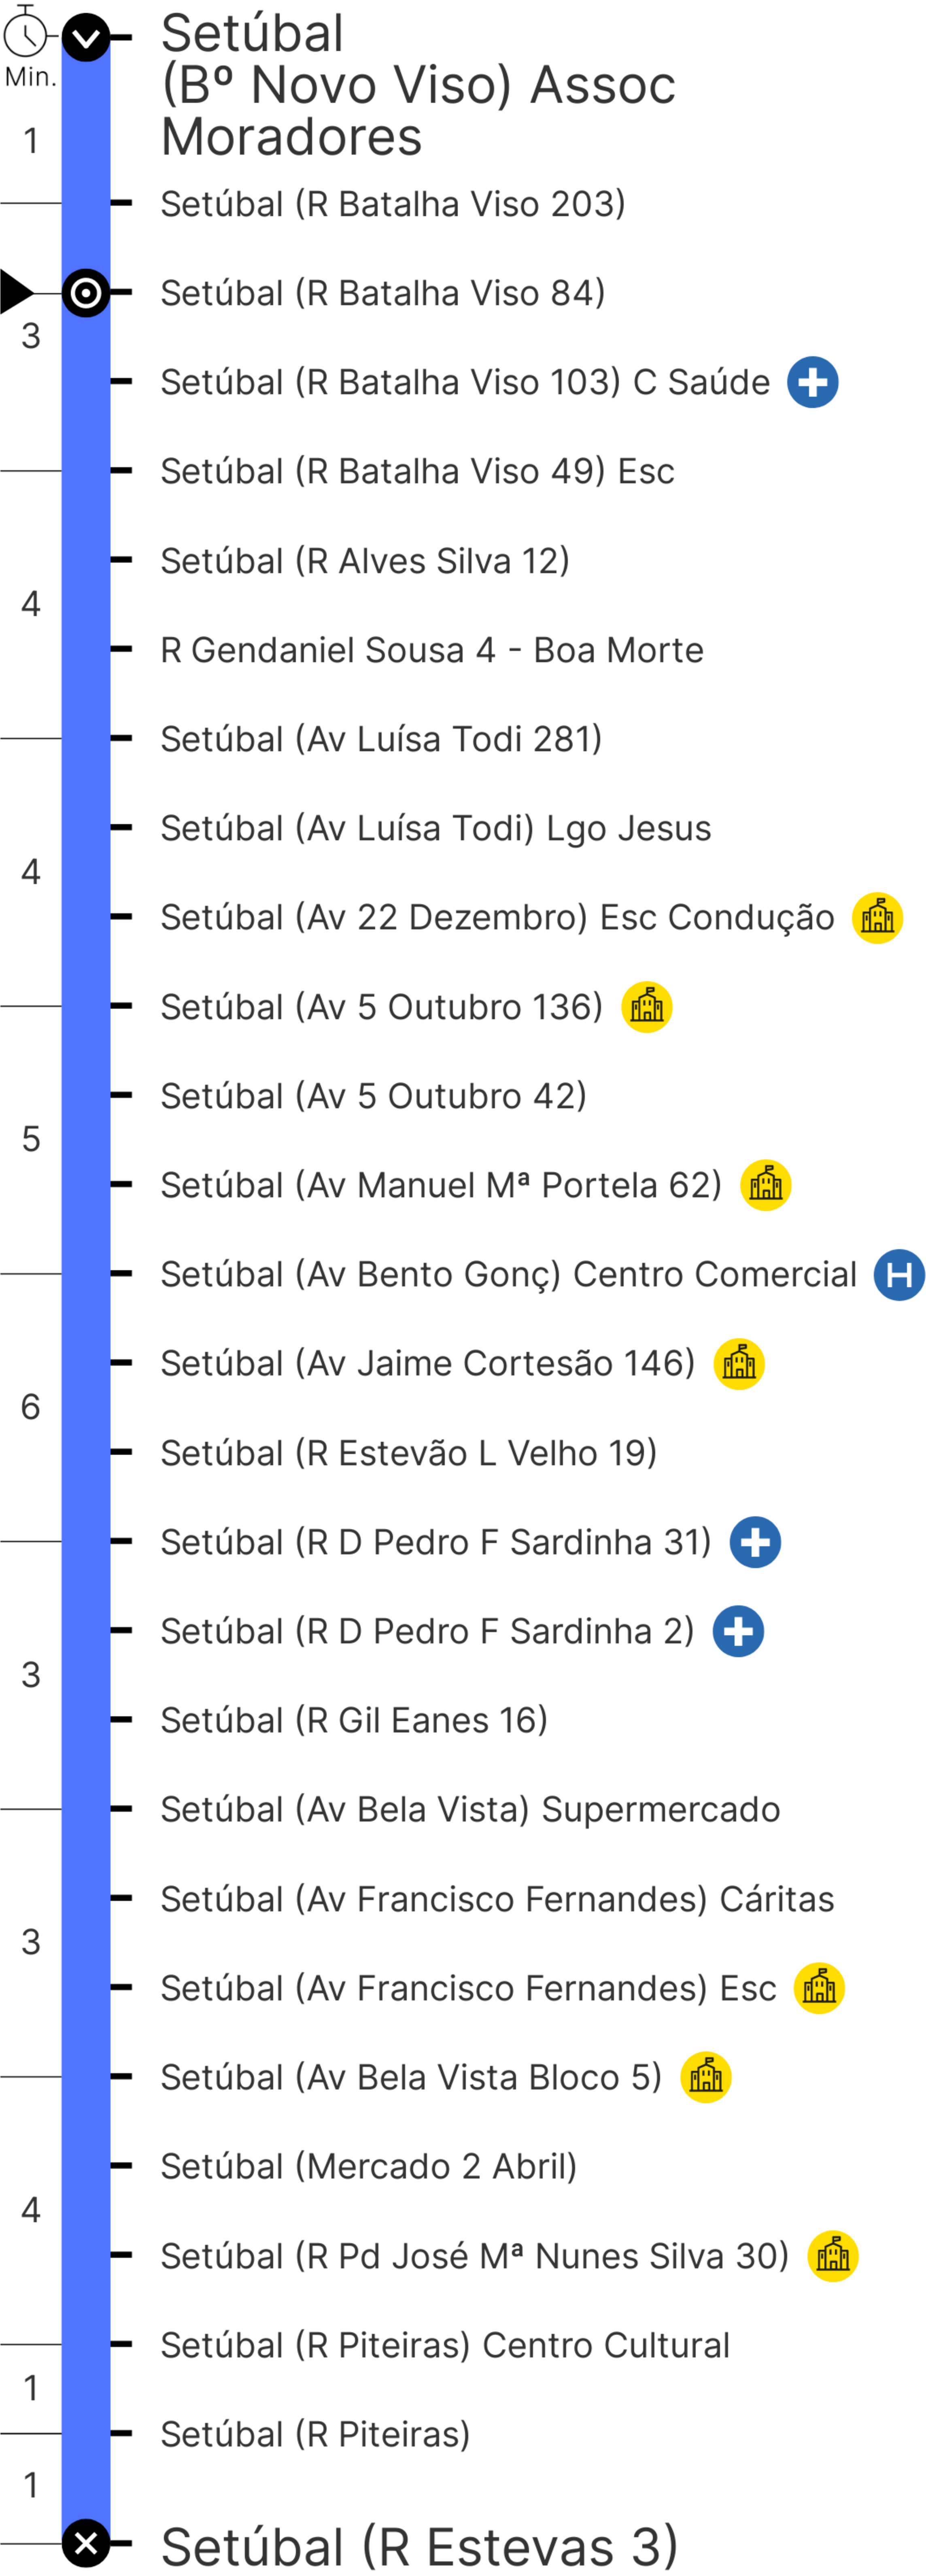 Setúbal
(Bº Novo Viso) Assoc
Moradores
Min.
1
Setúbal (R Batalha Viso 203)
Setúbal (R Batalha Viso 84)
3
Setúbal (R Batalha Viso 103) C Saúde
Setúbal (R Batalha Viso 49) Esc
Setúbal (R Alves Silva 12)
4
R Gendaniel Sousa 4 - Boa Morte
Setúbal (Av Luísa Todi 281)
Setúbal (Av Luísa Todi) Lgo Jesus
4
Setúbal (Av 22 Dezembro) Esc Condução
Setúbal (Av 5 Outubro 136)
Setúbal (Av 5 Outubro 42)
5
Setúbal (Av Manuel Mª Portela 62)
Setúbal (Av Bento Gonç) Centro Comercial H
Setúbal (Av Jaime Cortesão 146)
6
Setúbal (R Estevão L Velho 19)
Setúbal (R D Pedro F Sardinha 31)
Setúbal (R D Pedro F Sardinha 2)
3
Setúbal (R Gil Eanes 16)
Setúbal (Av Bela Vista) Supermercado
Setúbal (Av Francisco Fernandes) Cáritas
3
Setúbal (Av Francisco Fernandes) Esc
Setúbal (Av Bela Vista Bloco 5)
Setúbal (Mercado 2 Abril)
4
Setúbal (R Pd José Mª Nunes Silva 30)
Setúbal (R Piteiras) Centro Cultural
1
Setúbal (R Piteiras)
1
Setúbal (R Estevas 3)